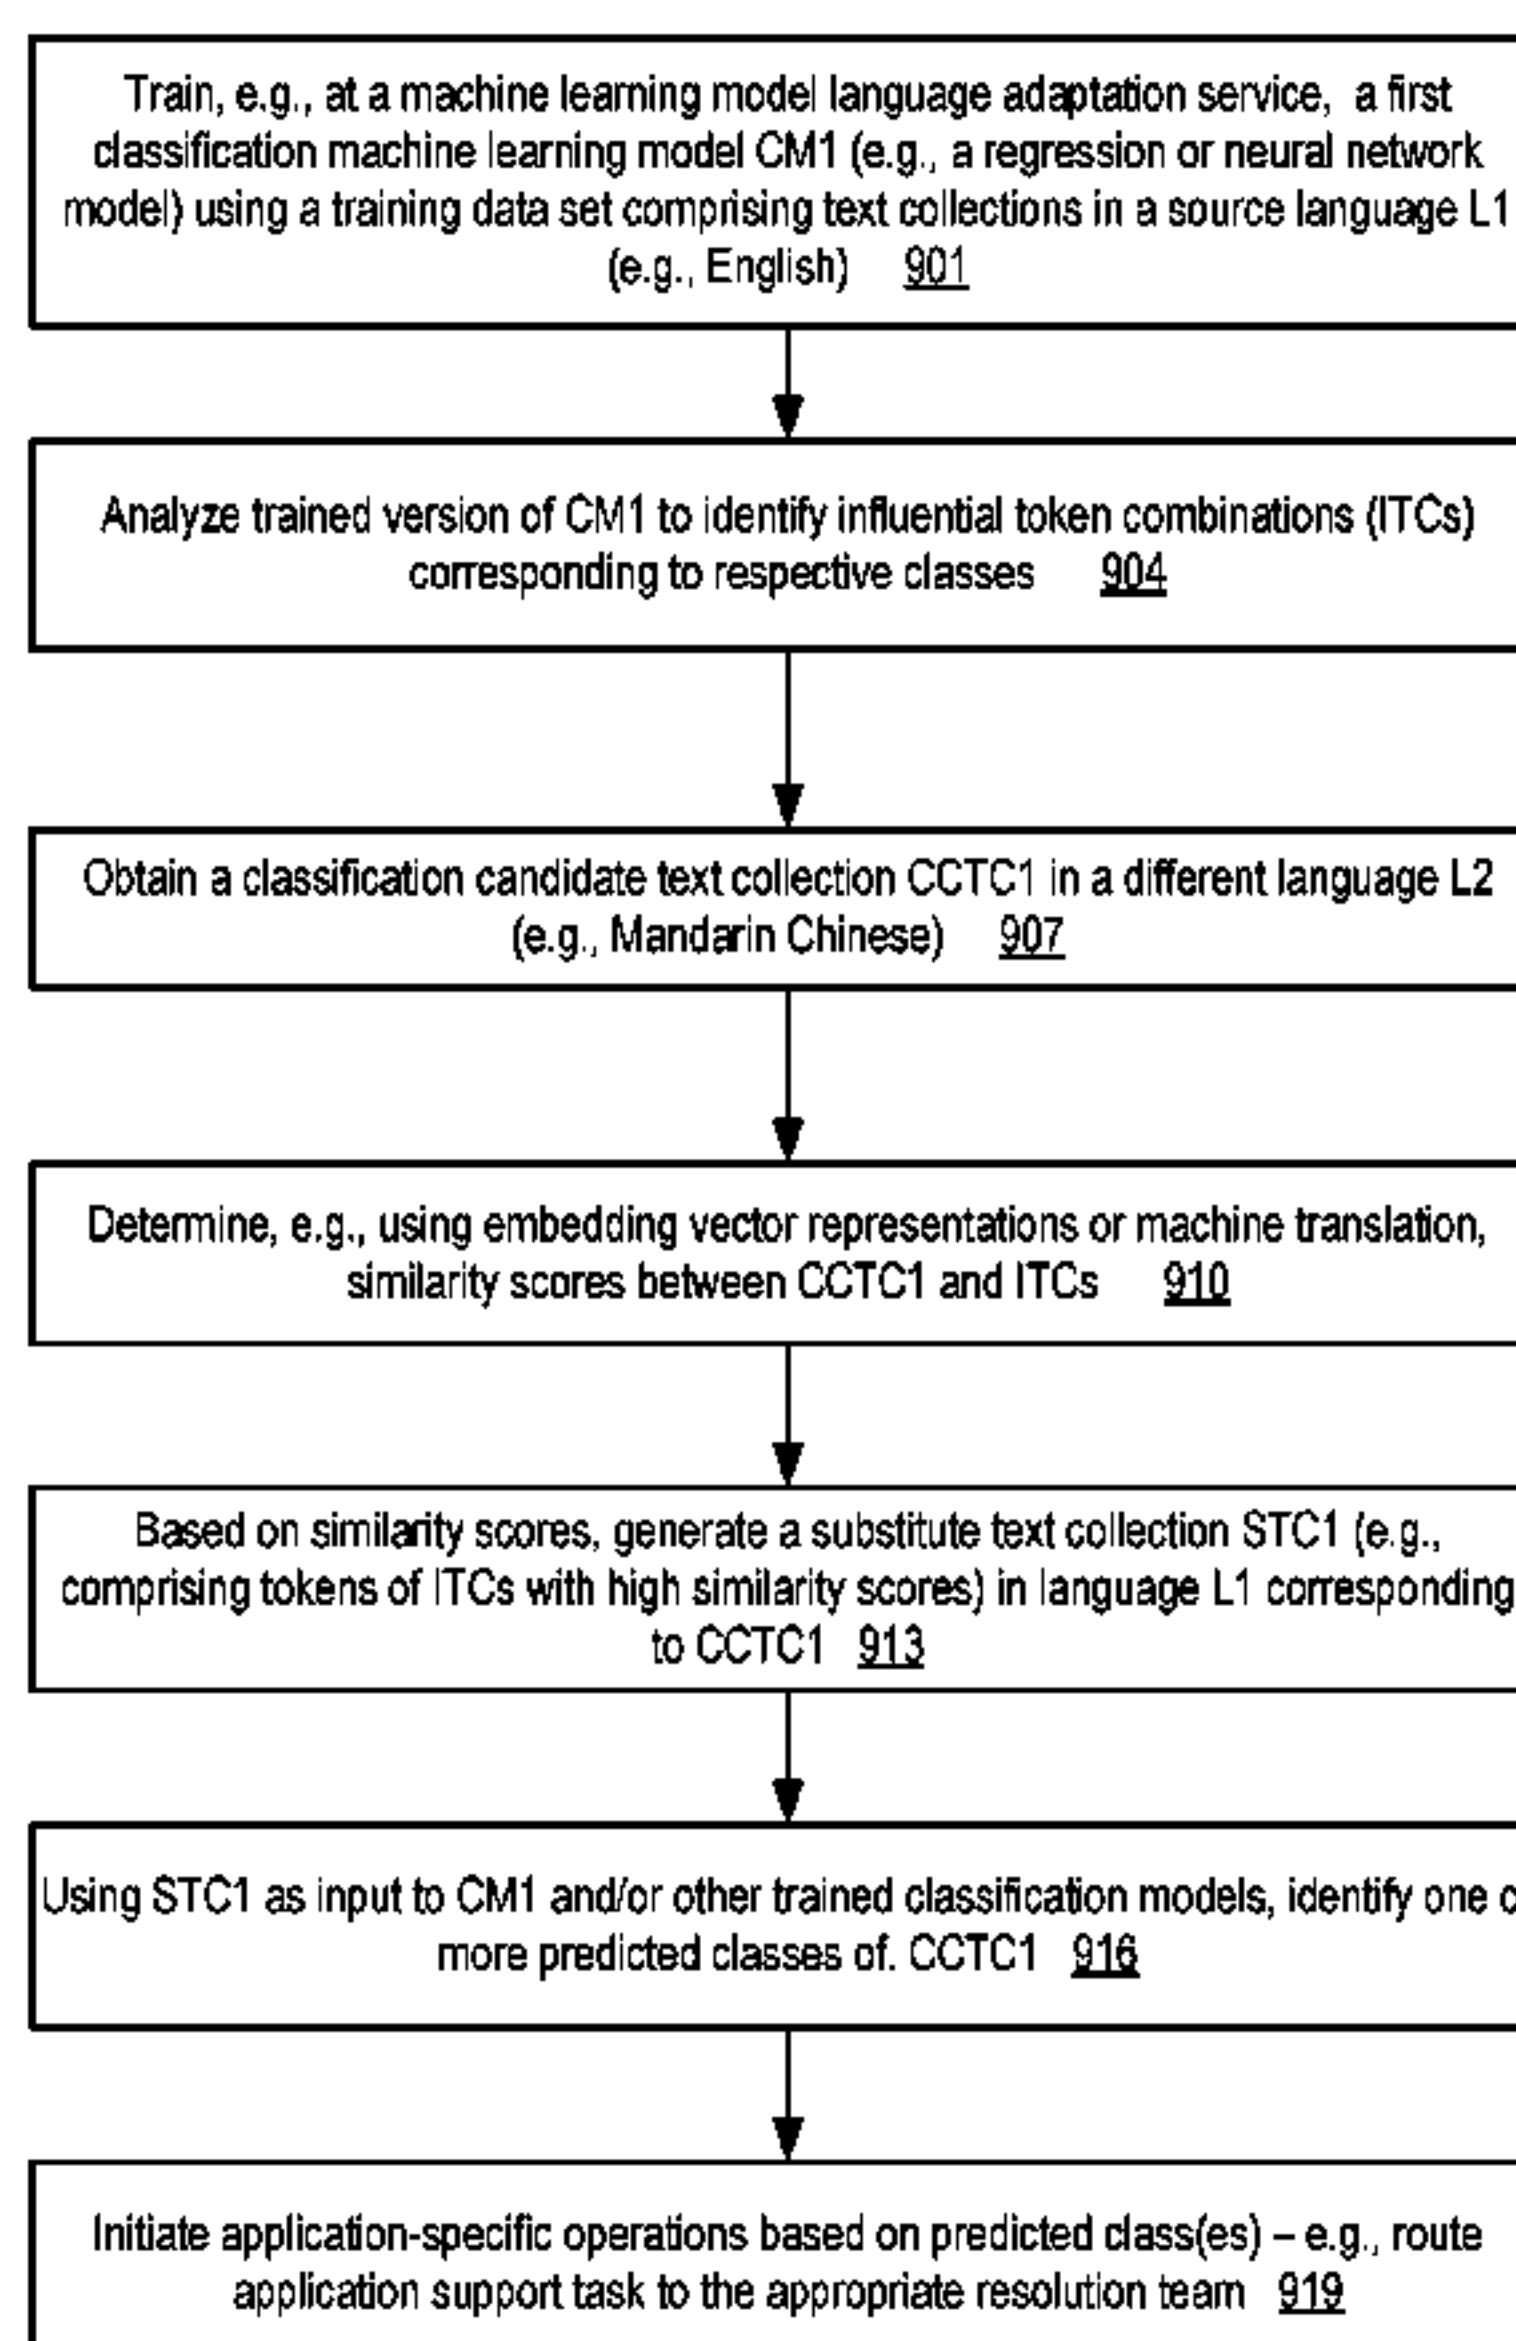 Train, e.g., at a machine learning model language adaptation service, a first
classification machine learning model CM1 (e.g., a regression or neural network
model) using a training data set comprising text collections in a source language L1
(e.g., English) 901
Analyze trained version of CM1 to identify influential token combinations (ITCs)
corresponding to respective classes 904
Obtain a classification candidate text collection CCTC1 in a different language L2
(e.g., Mandarin Chinese) 907
Determine, e.g., using embedding vector representations or machine translation,
similarity scores between CCTC1 and ITCs 910
Based on similarity scores, generate a substitute text collection STC1 (e.g.,
comprising tokens of ITCs with high similarity scores) in language L1 corresponding
to CCTC1 913
Using STC1 as input to CM1 and/or other trained classification models, identify one
more predicted classes of. CCTC1 916
Initiate application-specific operations based on predicted class(es) – e.g., route
application support task to the appropriate resolution team 919